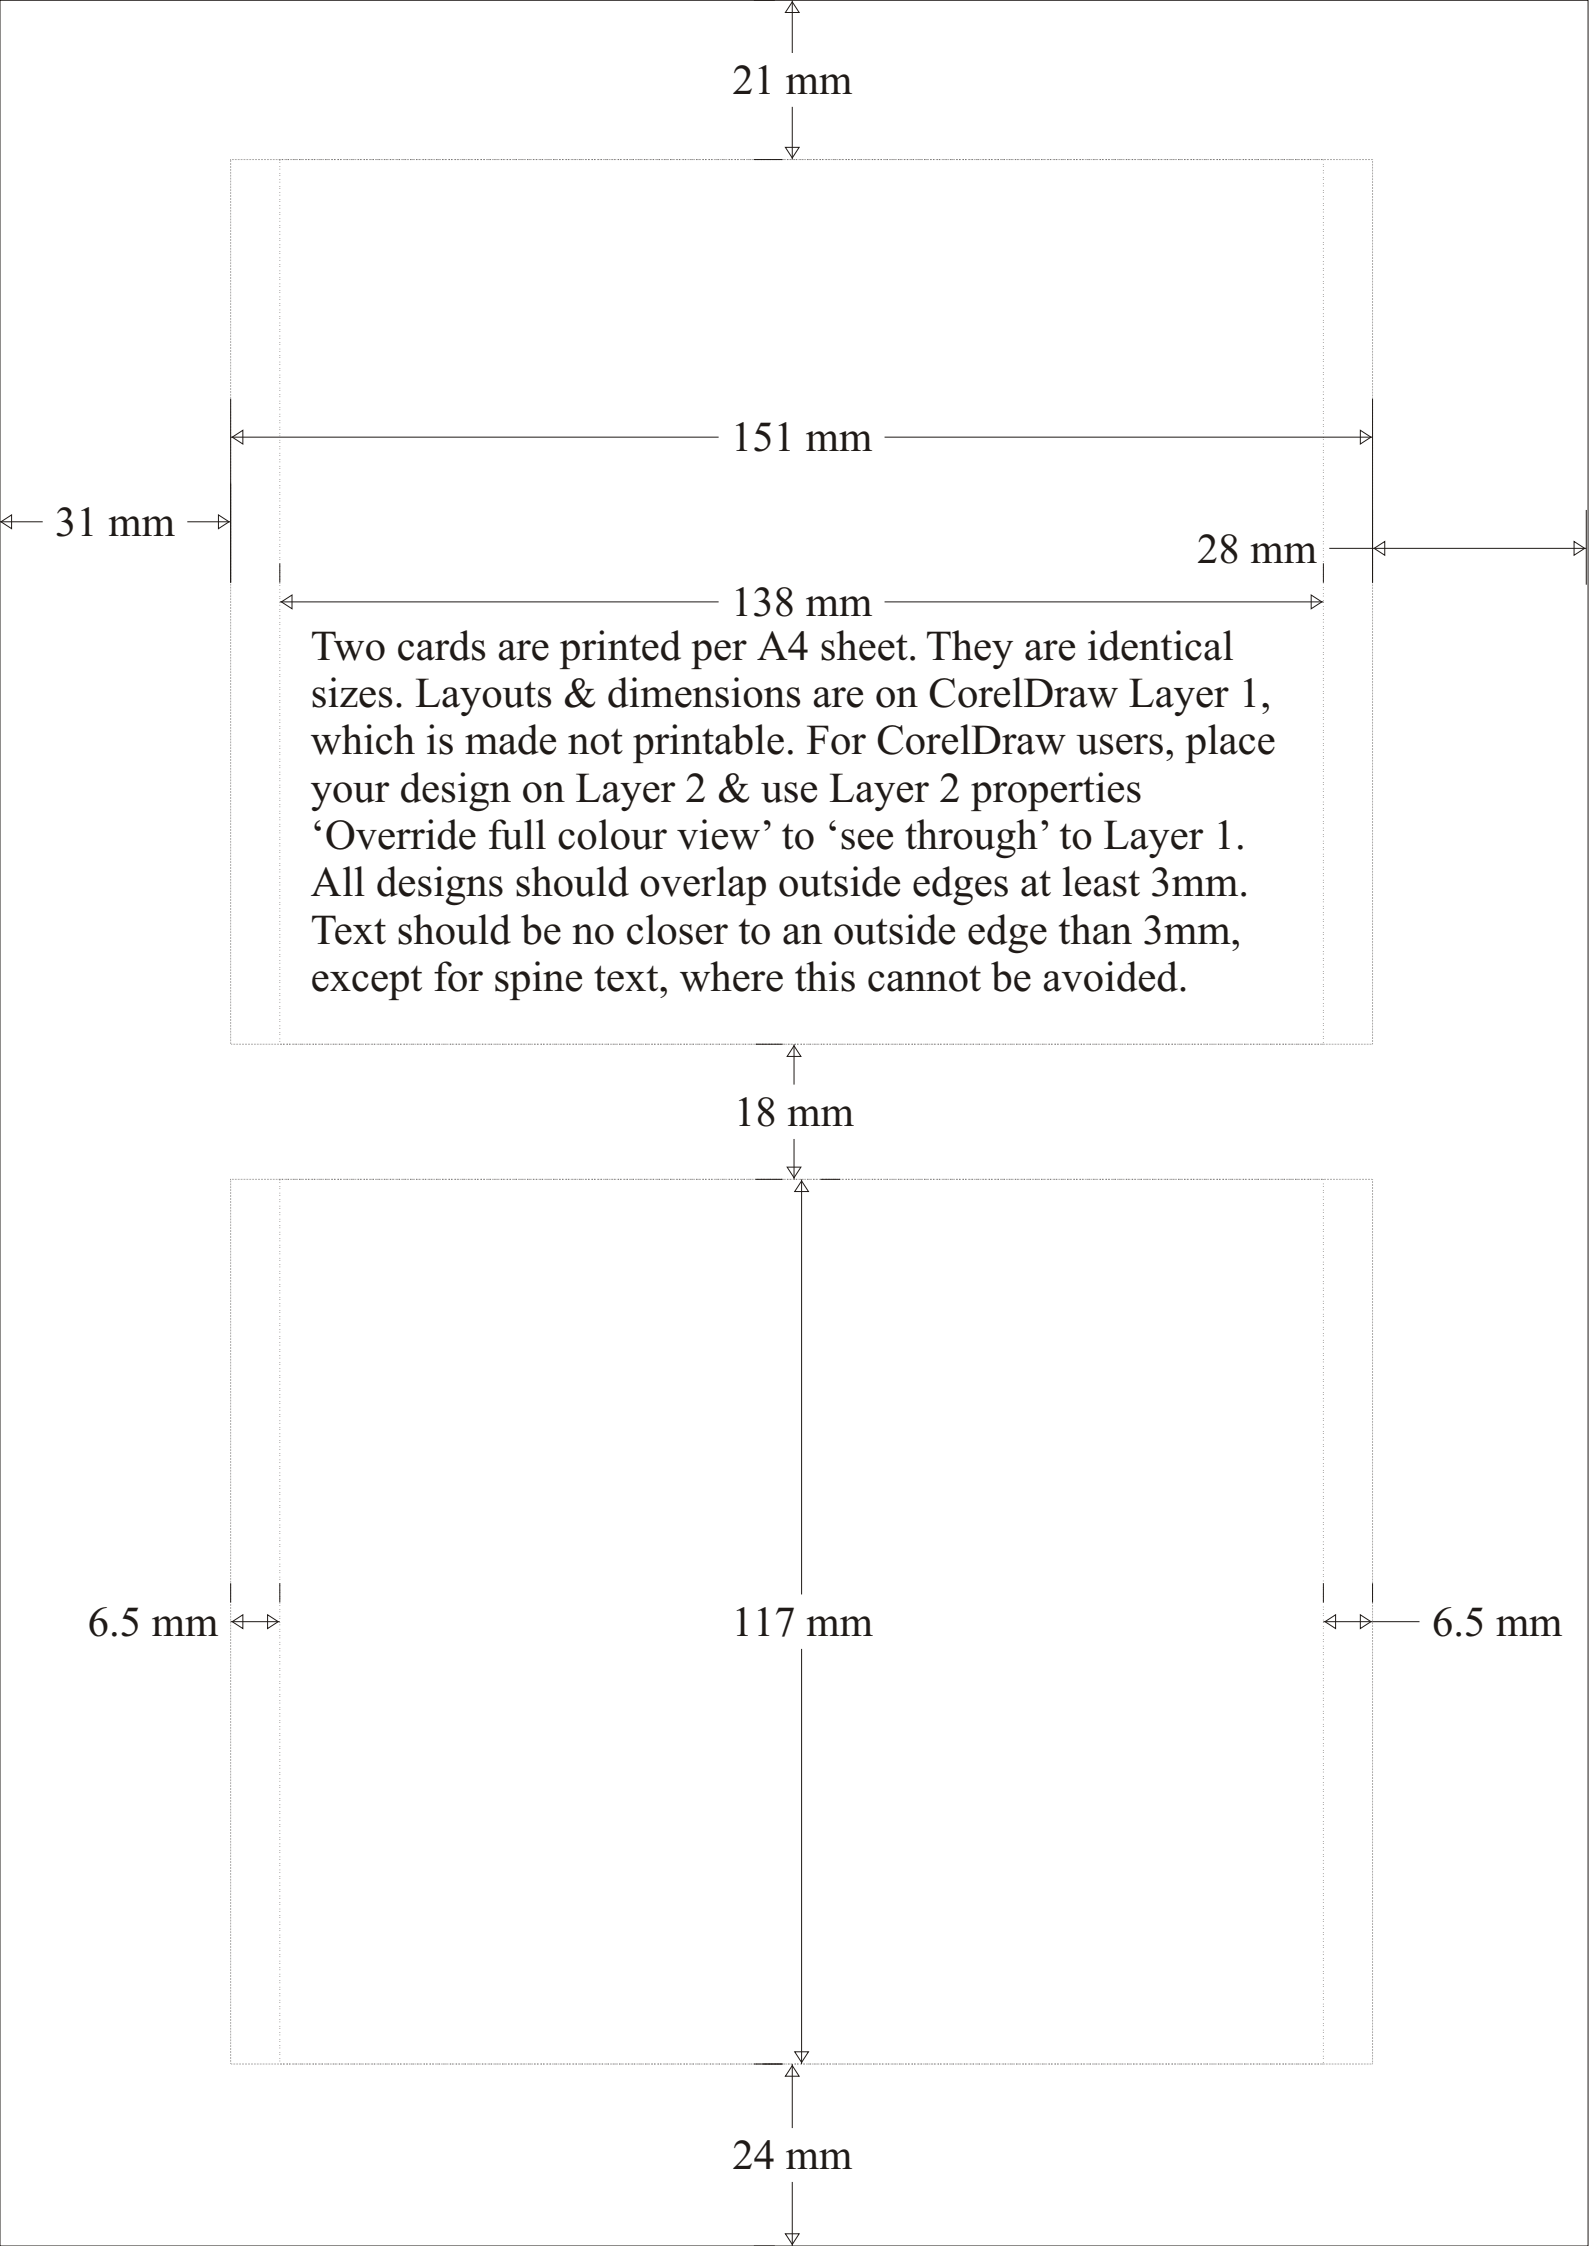 21 mm
151 mm
31 mm
28 mm
138 mm
Two cards are printed per A4 sheet. They are identical
sizes. Layouts & dimensions are on CorelDraw Layer 1,
which is made not printable. For CorelDraw users, place
your design on Layer 2 & use Layer 2 properties
‘Override full colour view’ to ‘see through’ to Layer 1.
All designs should overlap outside edges at least 3mm.
Text should be no closer to an outside edge than 3mm,
except for spine text, where this cannot be avoided.
18 mm
6.5 mm
117 mm
6.5 mm
24 mm